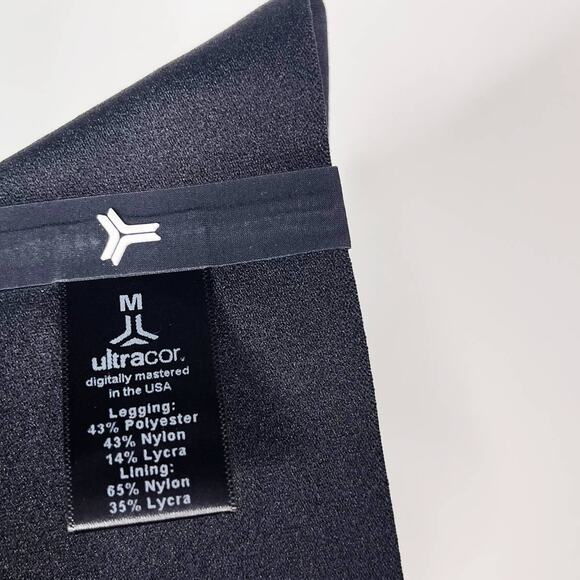 M
ultracor
digitally mastered
in the USA
Legging:
43% Polyester
43% Nylon
14% Lycra
Lining:
65% Nylon
35% Lycra